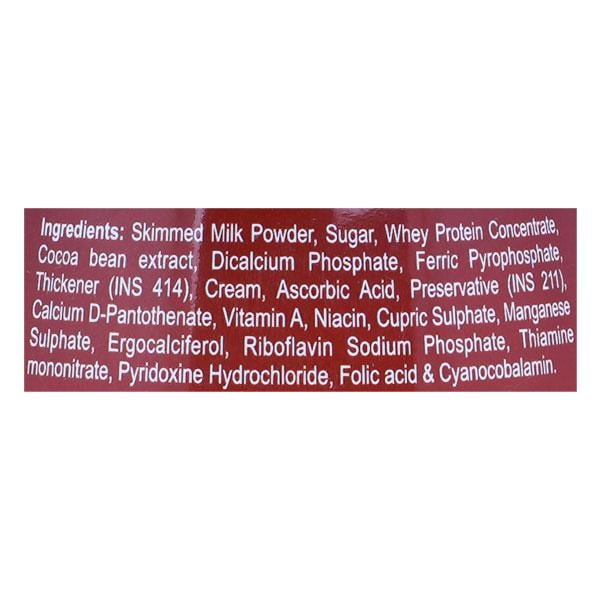 Ingredients: Skimmed Milk Powder, Sugar, Whey Protein Concentrate,
Cocoa bean extract, Dicalcium Phosphate, Ferric Pyrophosphate,
Thickener (INS 414), Cream, Ascorbic Acid, Preservative (INS 211),
Calcium D-Pantothenate, Vitamin A, Niacin, Cupric Sulphate, Manganese
Sulphate, Ergocalciferol, Riboflavin Sodium Phosphate, Thiamine
mononitrate, Pyridoxine Hydrochloride, Folic acid & Cyanocobalamin.